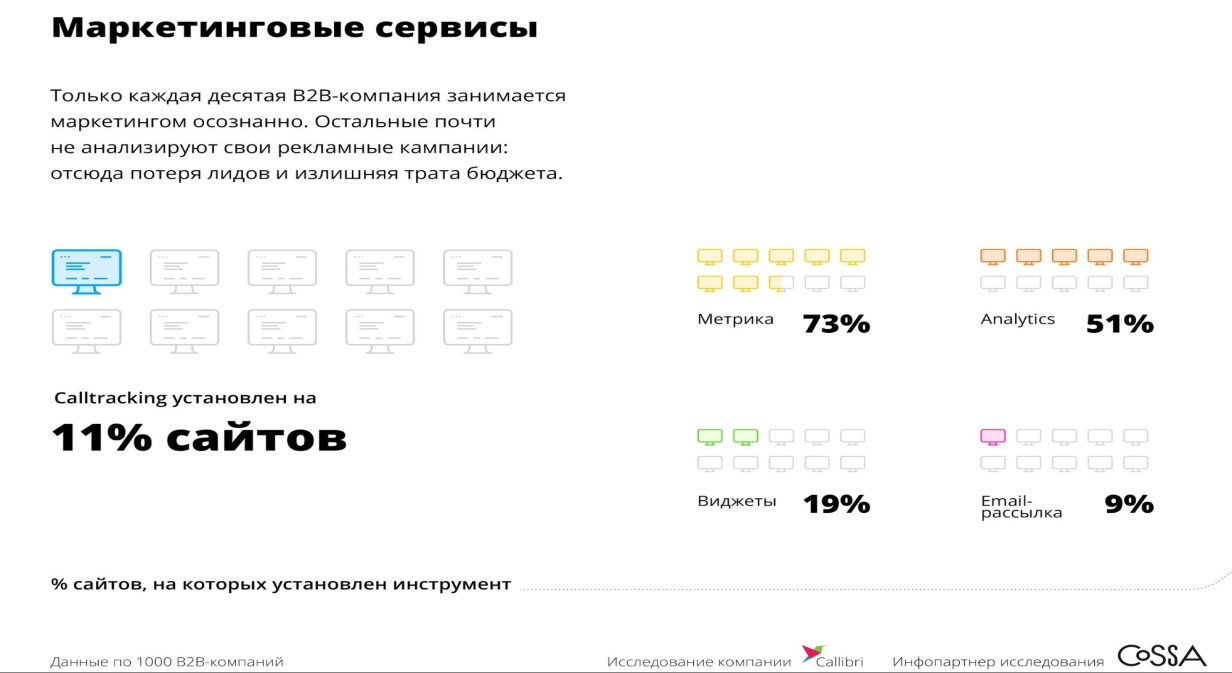 Маркетинговые сервисы
Только каждая десятая B2B-компания занимается
маркетингом осознанно. Остальные почти
не анализируют свои рекламные кампании:
отсюда потеря лидов и излишняя трата бюджета.
Calltracking установлен на
11% сайтов
Метрика 73%
Analytics 51%
Виджеты 19%
Email-
рассылка 9%
% сайтов, на которых установлен инструмент
Данные по 1000 B2B-компаний
Исследование компании Callibri
Инфопартнер исследования COSSA